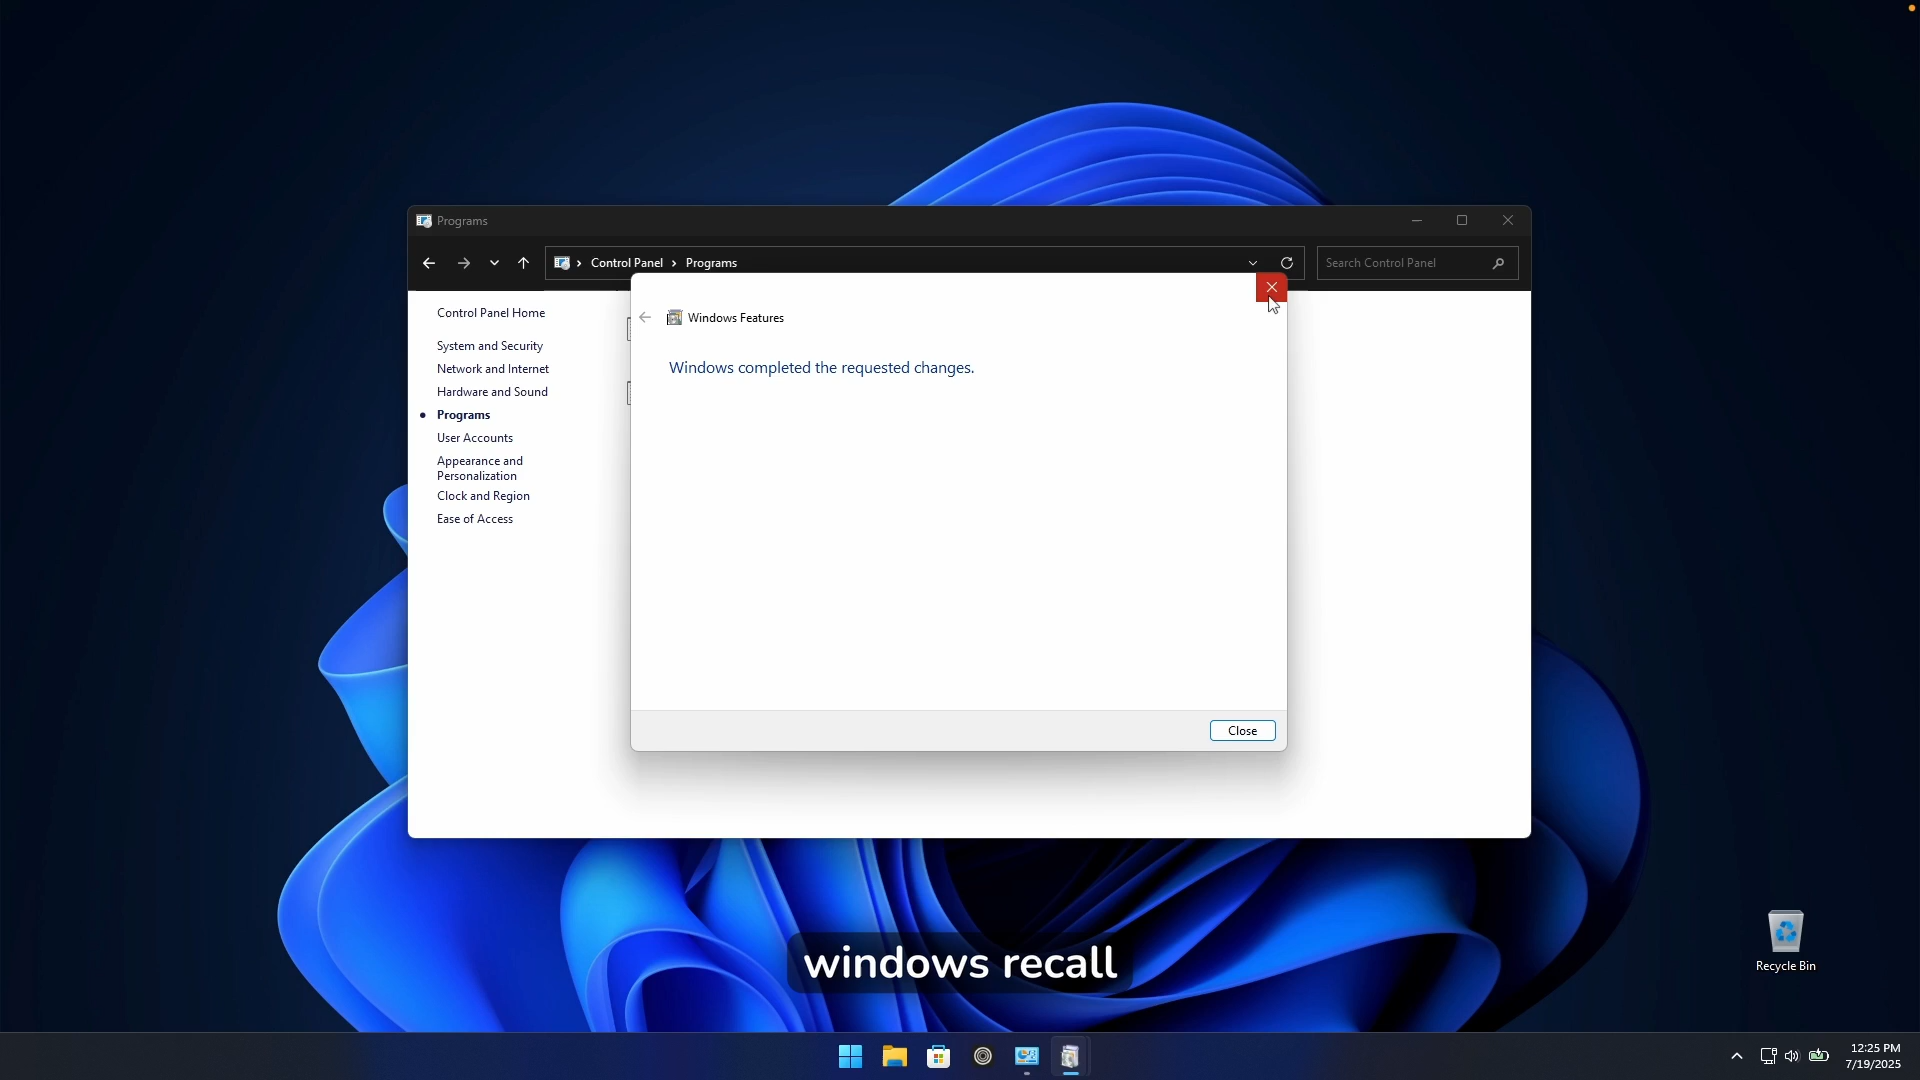 Programs
Control Panel
Programs
Search Control Panel
Control Panel Home
System and Security
Network and Internet
Hardware and Sound
Programs
User Accounts
Appearance and
Personalization
Clock and Region
Ease of Access
Windows Features
Windows completed the requested changes.
Close
windows recall
Recycle Bin
12:25 PM
7/19/2025